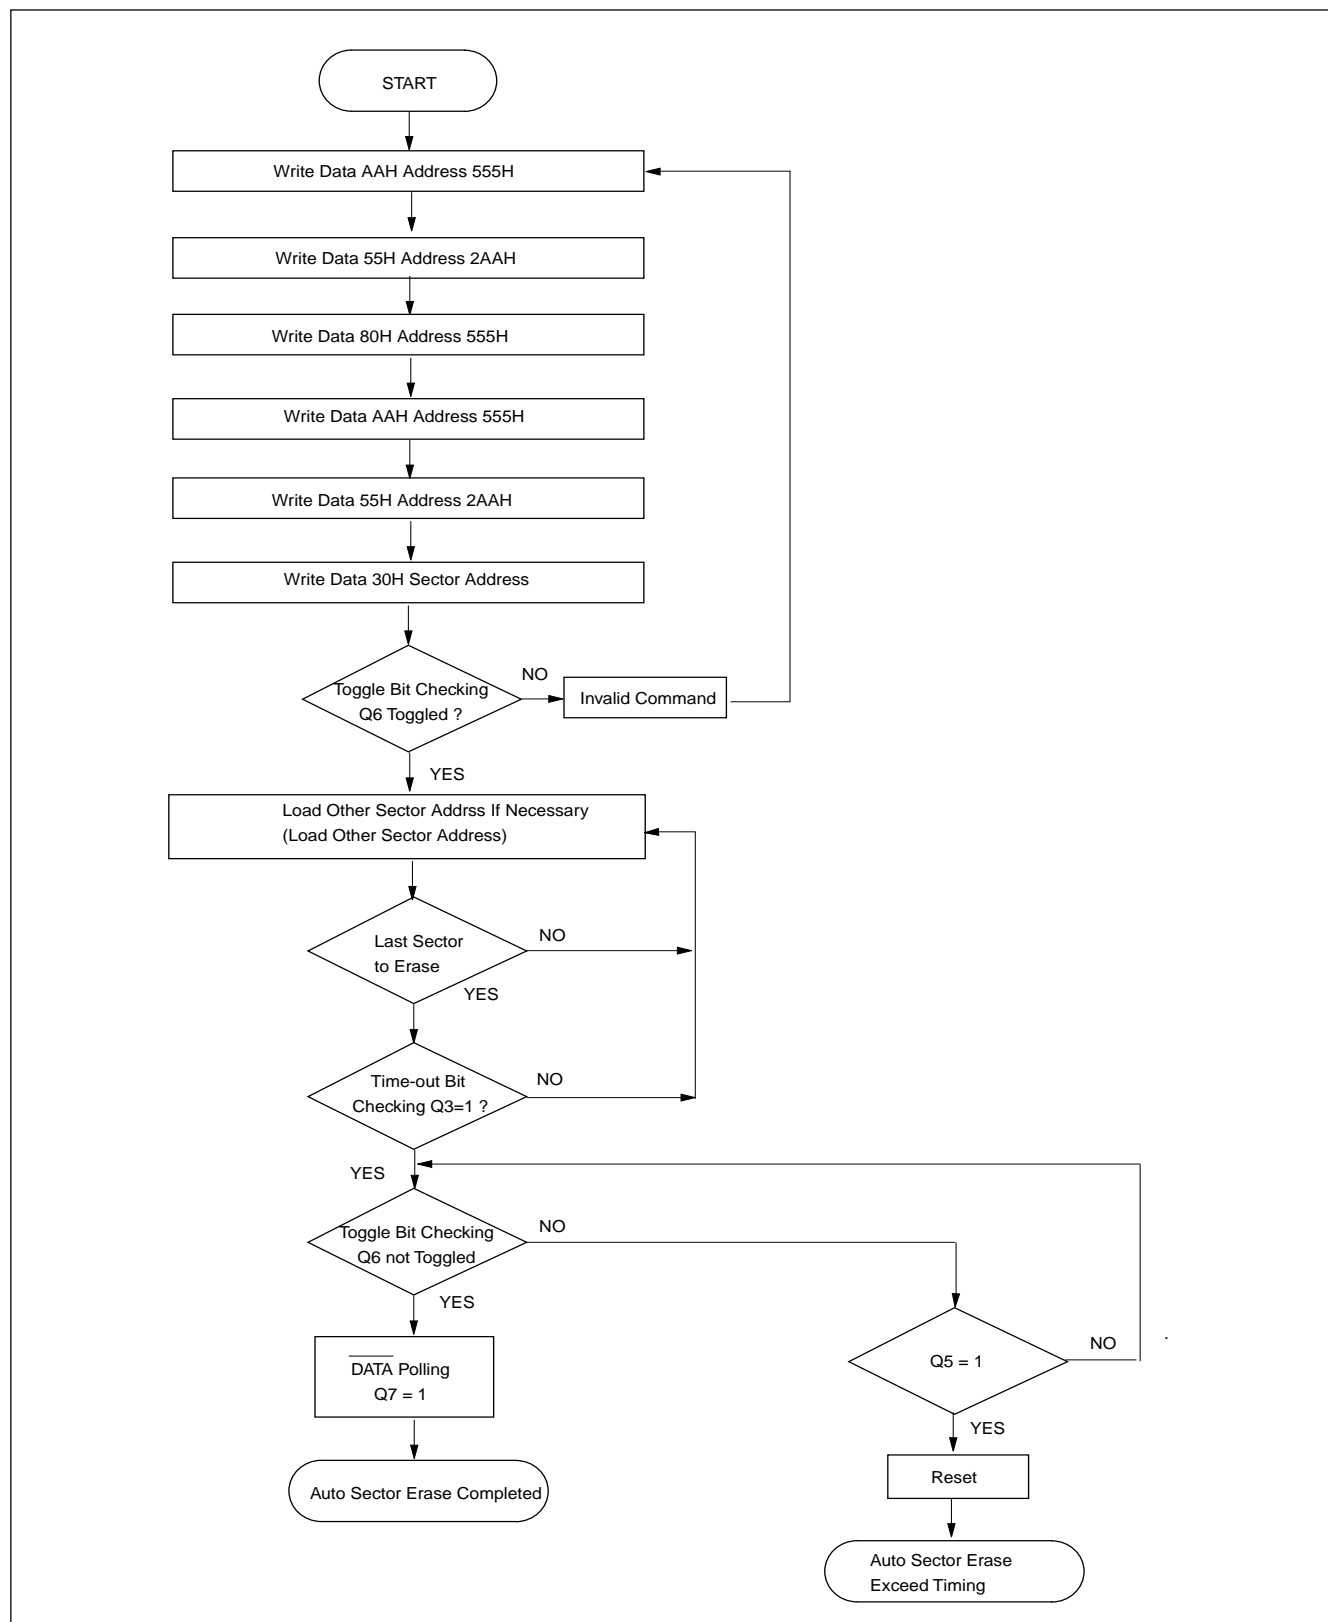 START
Write Data AAH Address 555H
Write Data 55H Address 2AAH
Write Data 80H Address 555H
Write Data AAH Address 555H
Write Data 55H Address 2AAH
Write Data 30H Sector Address
Toggle Bit Checking
Q6 Toggled ?
NO
Invalid Command
YES
Load Other Sector Addrss If Necessary
(Load Other Sector Address)
Last Sector
to Erase
NO
YES
Time-out Bit
Checking Q3=1 ?
NO
YES
Toggle Bit Checking
Q6 not Toggled
NO
YES
DATA Polling
Q7 = 1
Q5 = 1
NO
YES
Reset
Auto Sector Erase Completed
Auto Sector Erase
Exceed Timing